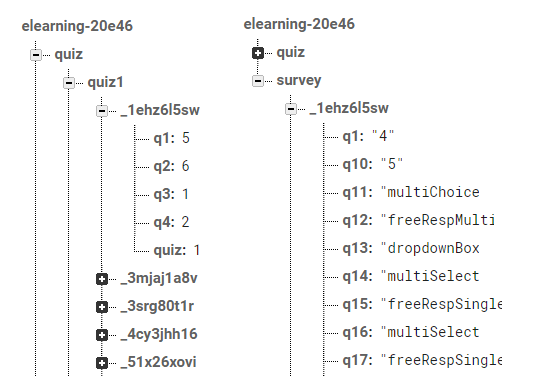 elearning-20e46
quiz
quiz1
_1ehz6l5sw
q1: 5
q2: 6
q3: 1
q4: 2
quiz: 1
_3mjaj1a8v
_3srg80t1r
_4cy3jhh16
_51x26xovi
elearning-20e46
quiz
survey
_1ehz6l5sw
q1: "4"
q10: "5"
q11: "multiChoice
q12: "freeRespMulti
q13: "dropdownBox
q14: "multiSelect
q15: "freeRespSingle
q16: "multiSelect
q17: "freeRespSingle